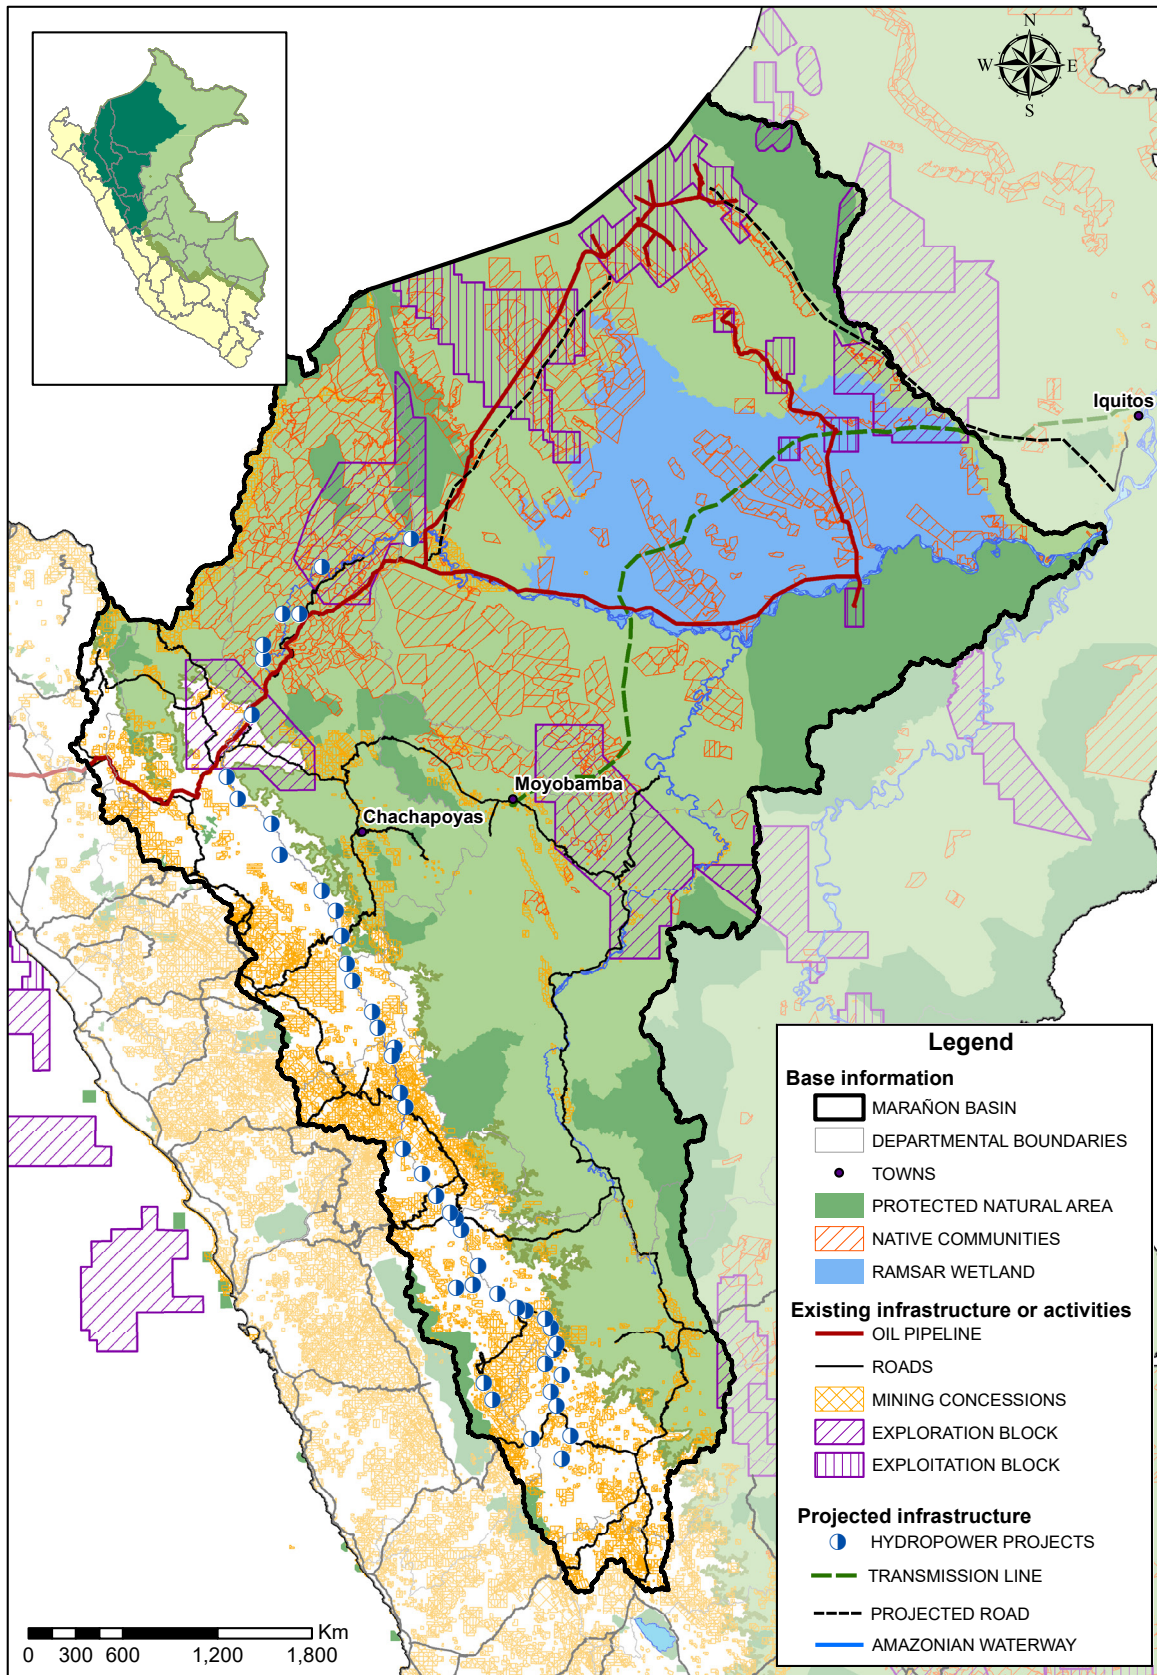 N
W E
S
Iquitos
Moyobamba
Chachapoyas
Legend
Base information
MARAÑON BASIN
DEPARTMENTAL BOUNDARIES
TOWNS
PROTECTED NATURAL AREA
NATIVE COMMUNITIES
RAMSAR WETLAND
Existing infrastructure or activities
OIL PIPELINE
ROADS
MINING CONCESSIONS
EXPLORATION BLOCK
EXPLOITATION BLOCK
Projected infrastructure
HYDROPOWER PROJECTS
TRANSMISSION LINE
PROJECTED ROAD
AMAZONIAN WATERWAY
Km
0 300 600 1,200 1,800